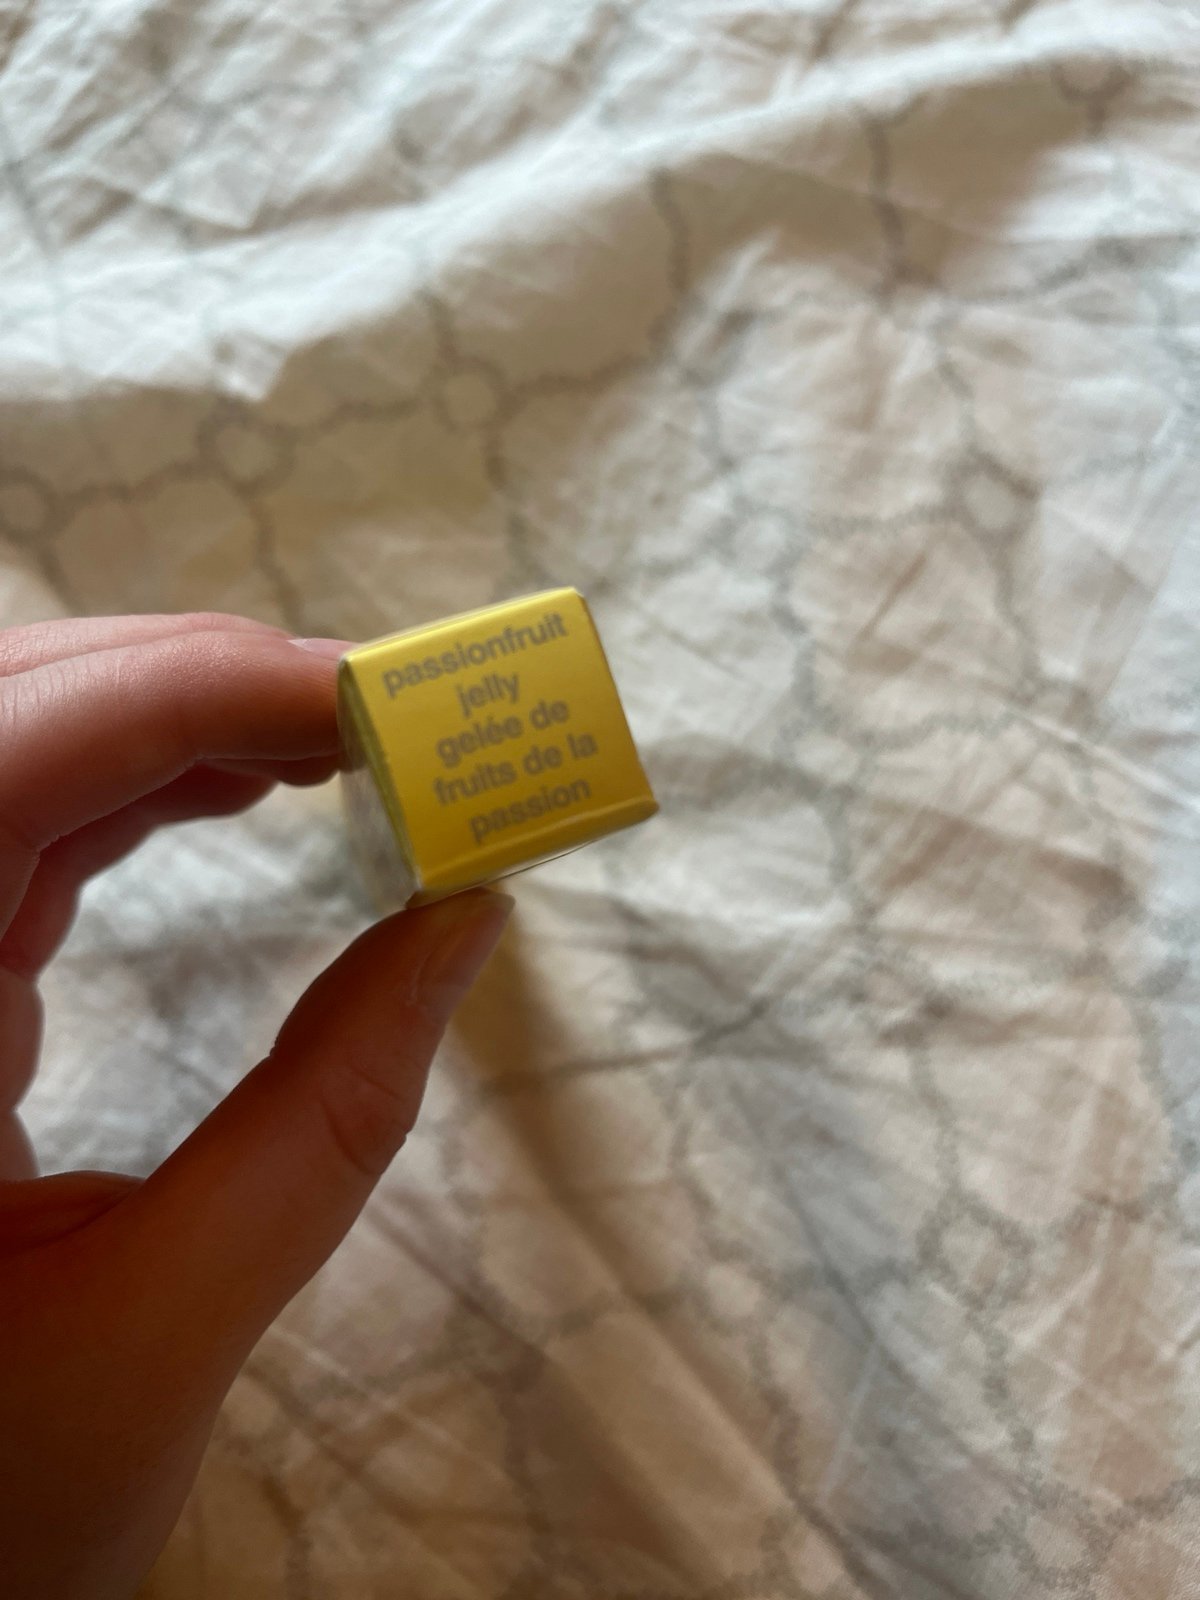 passionfruit
jelly
gelée de
fruits de la
passion